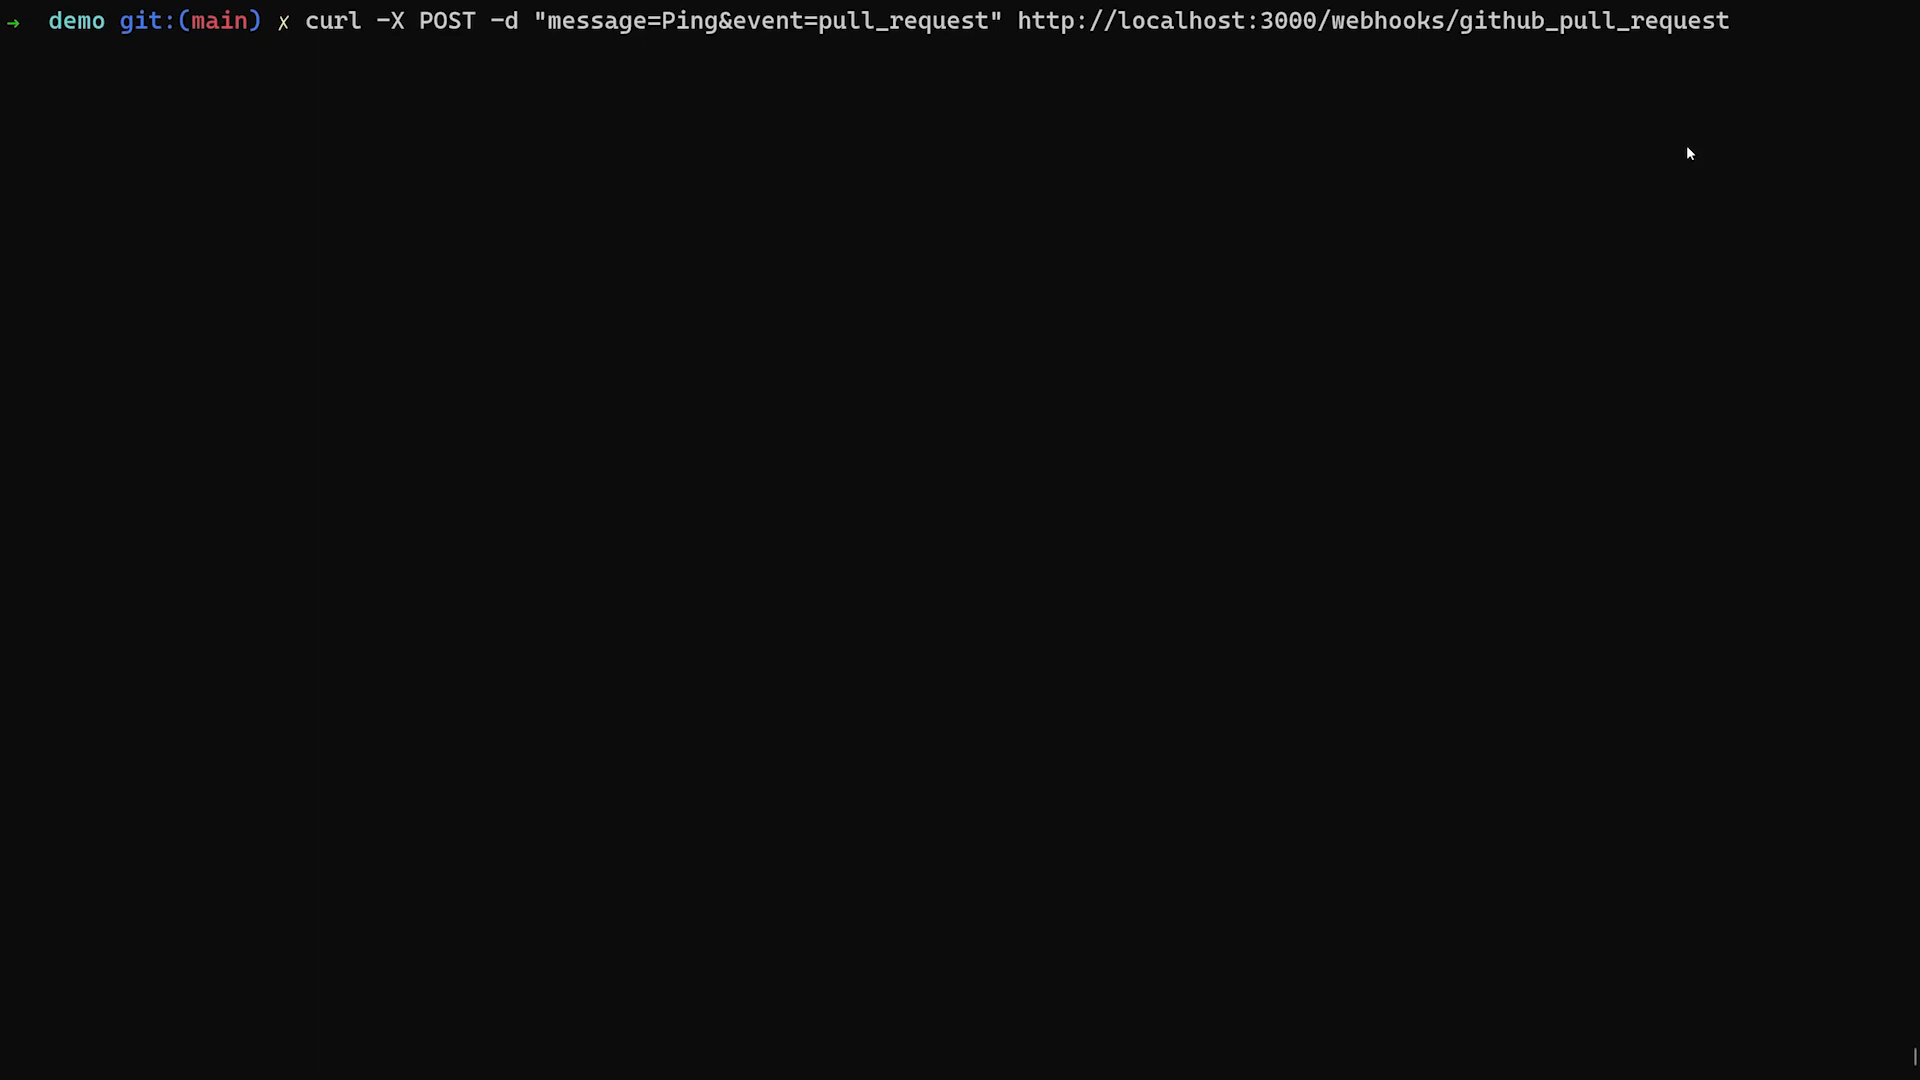 → demo git:(main) ✗ curl -X POST -d "message=Ping&event=pull_request" http://localhost:3000/webhooks/github_pull_request